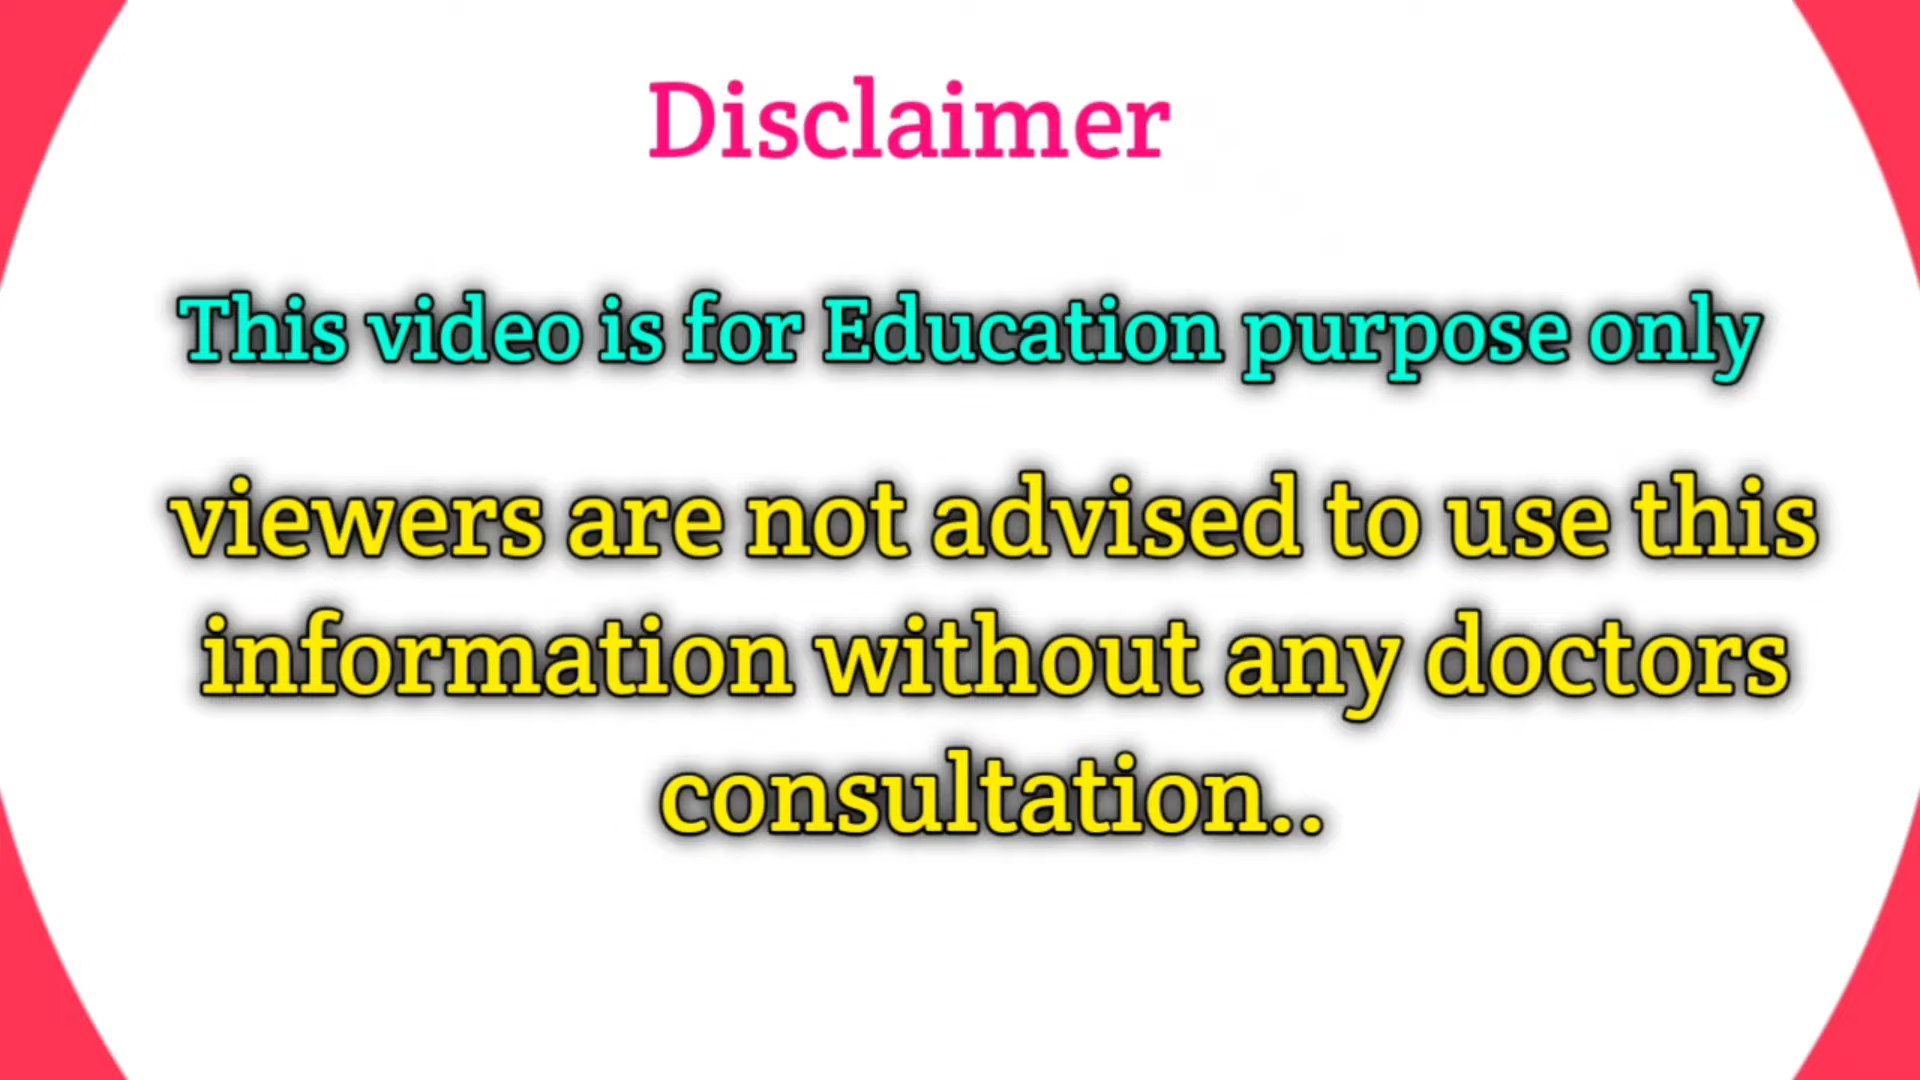 Disclaimer
This video is for Education purpose only
viewers are not advised to use this
information without any doctors
consultation..